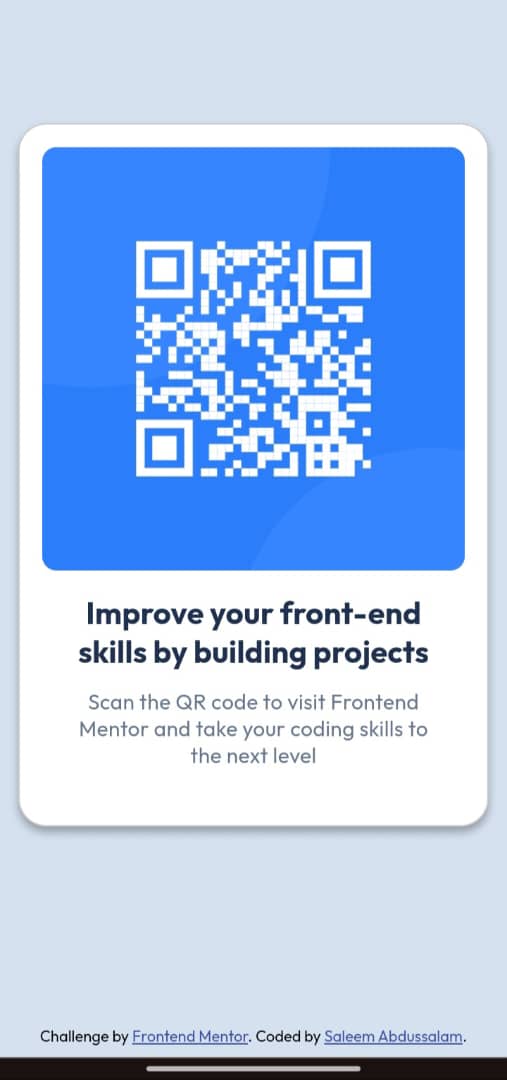 Improve your front-end
skills by building projects
Scan the QR code to visit Frontend
Mentor and take your coding skills to
the next level
Challenge by Frontend Mentor. Coded by Saleem Abdussalam.